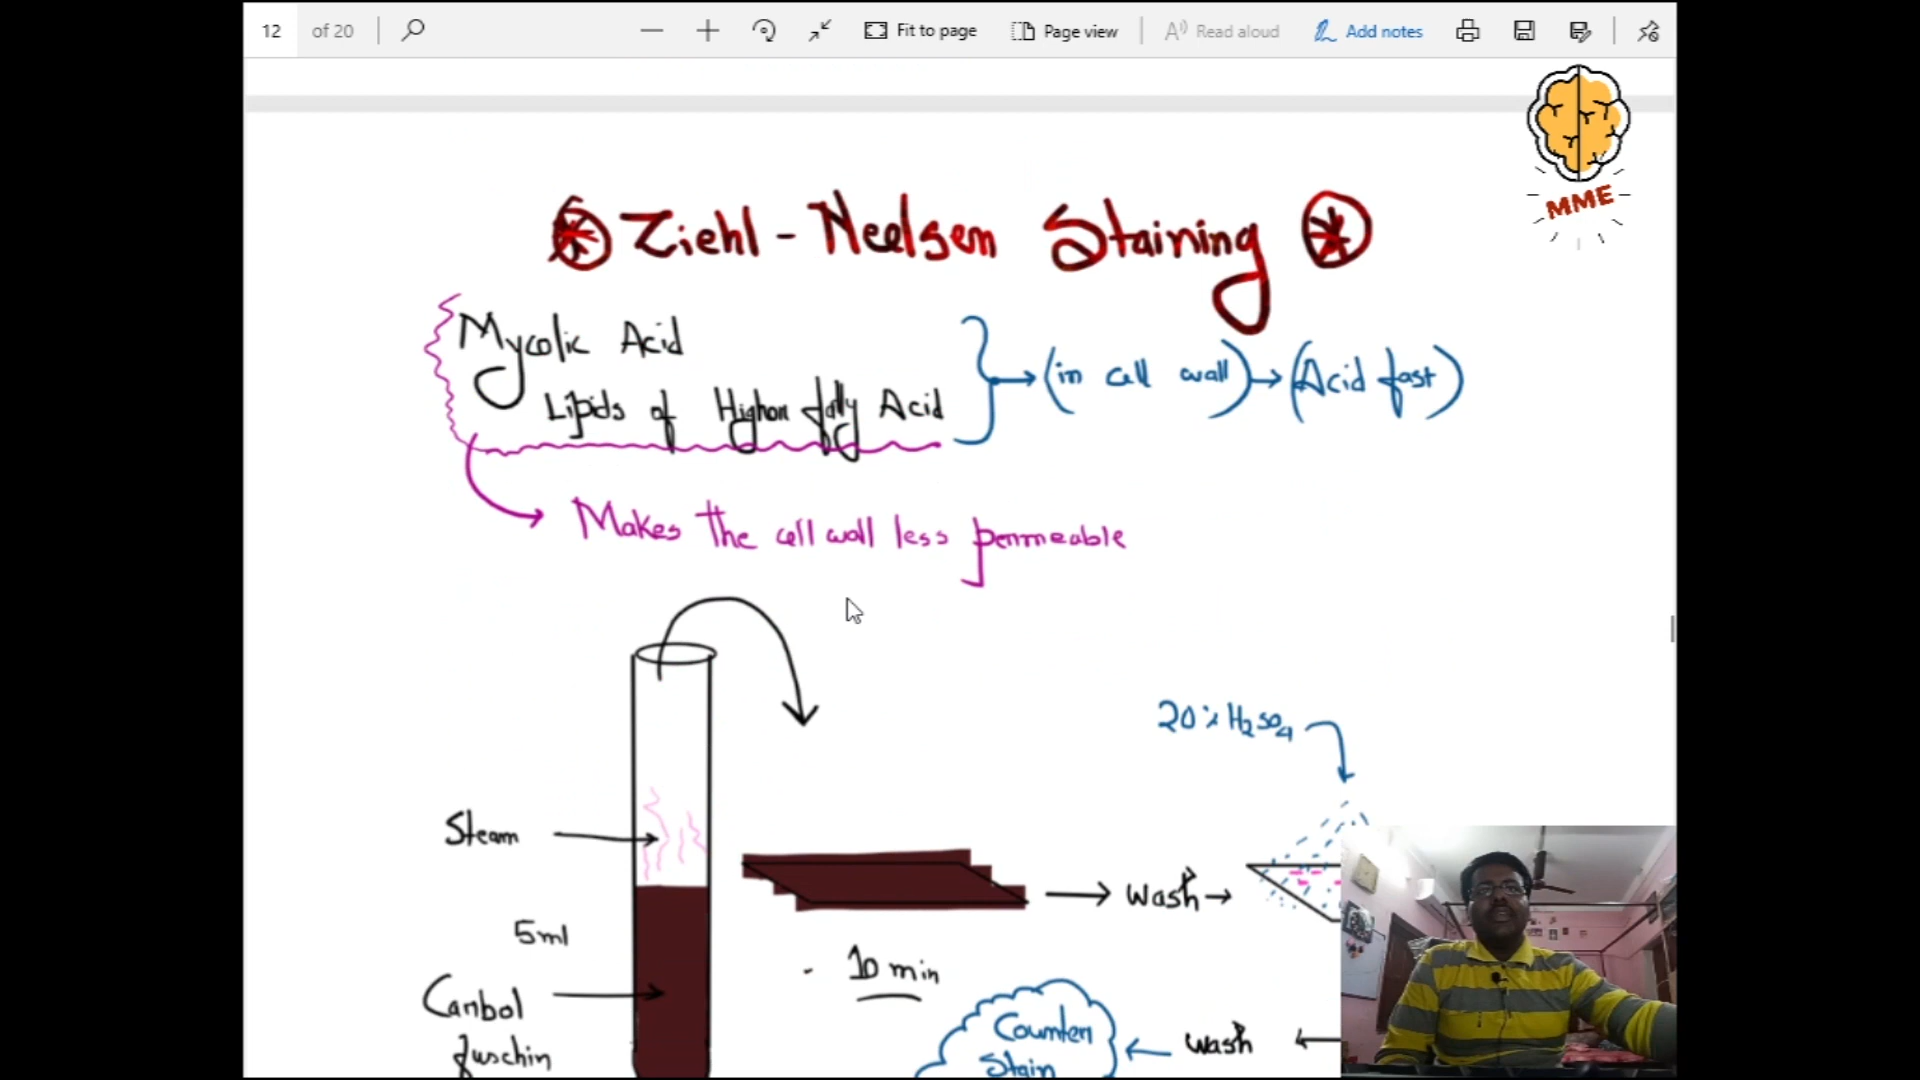 12 of 20 Fit to page Page view Read aloud Add notes
MME
Ziehl-Neelsen Staining
Mycolic Acid
Lipids of Higher fatty Acid
(in cell wall) → (Acid fast)
Makes the cell wall less permeable
20% H2SO4
Steam
Wash
5ml
10 min
Carbol
fuschin
Wash
Counter
Stain